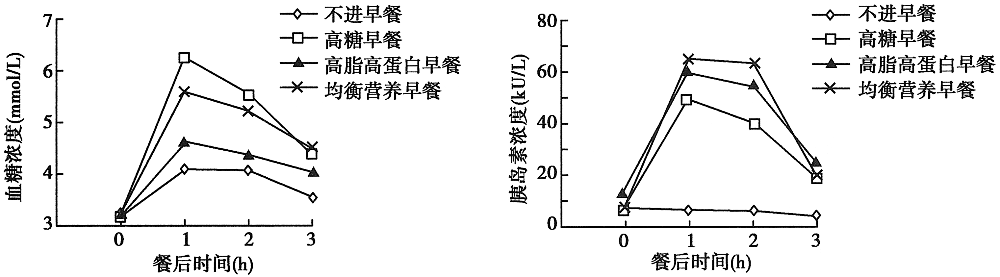 血糖浓度(mmol/L)
7
6
5
4
3
0
1
2
3
餐后时间(h)
不进早餐
高糖早餐
高脂高蛋白早餐
均衡营养早餐
胰岛素浓度(kU/L)
80
60
40
20
0
0
1
2
3
餐后时间(h)
不进早餐
高糖早餐
高脂高蛋白早餐
均衡营养早餐